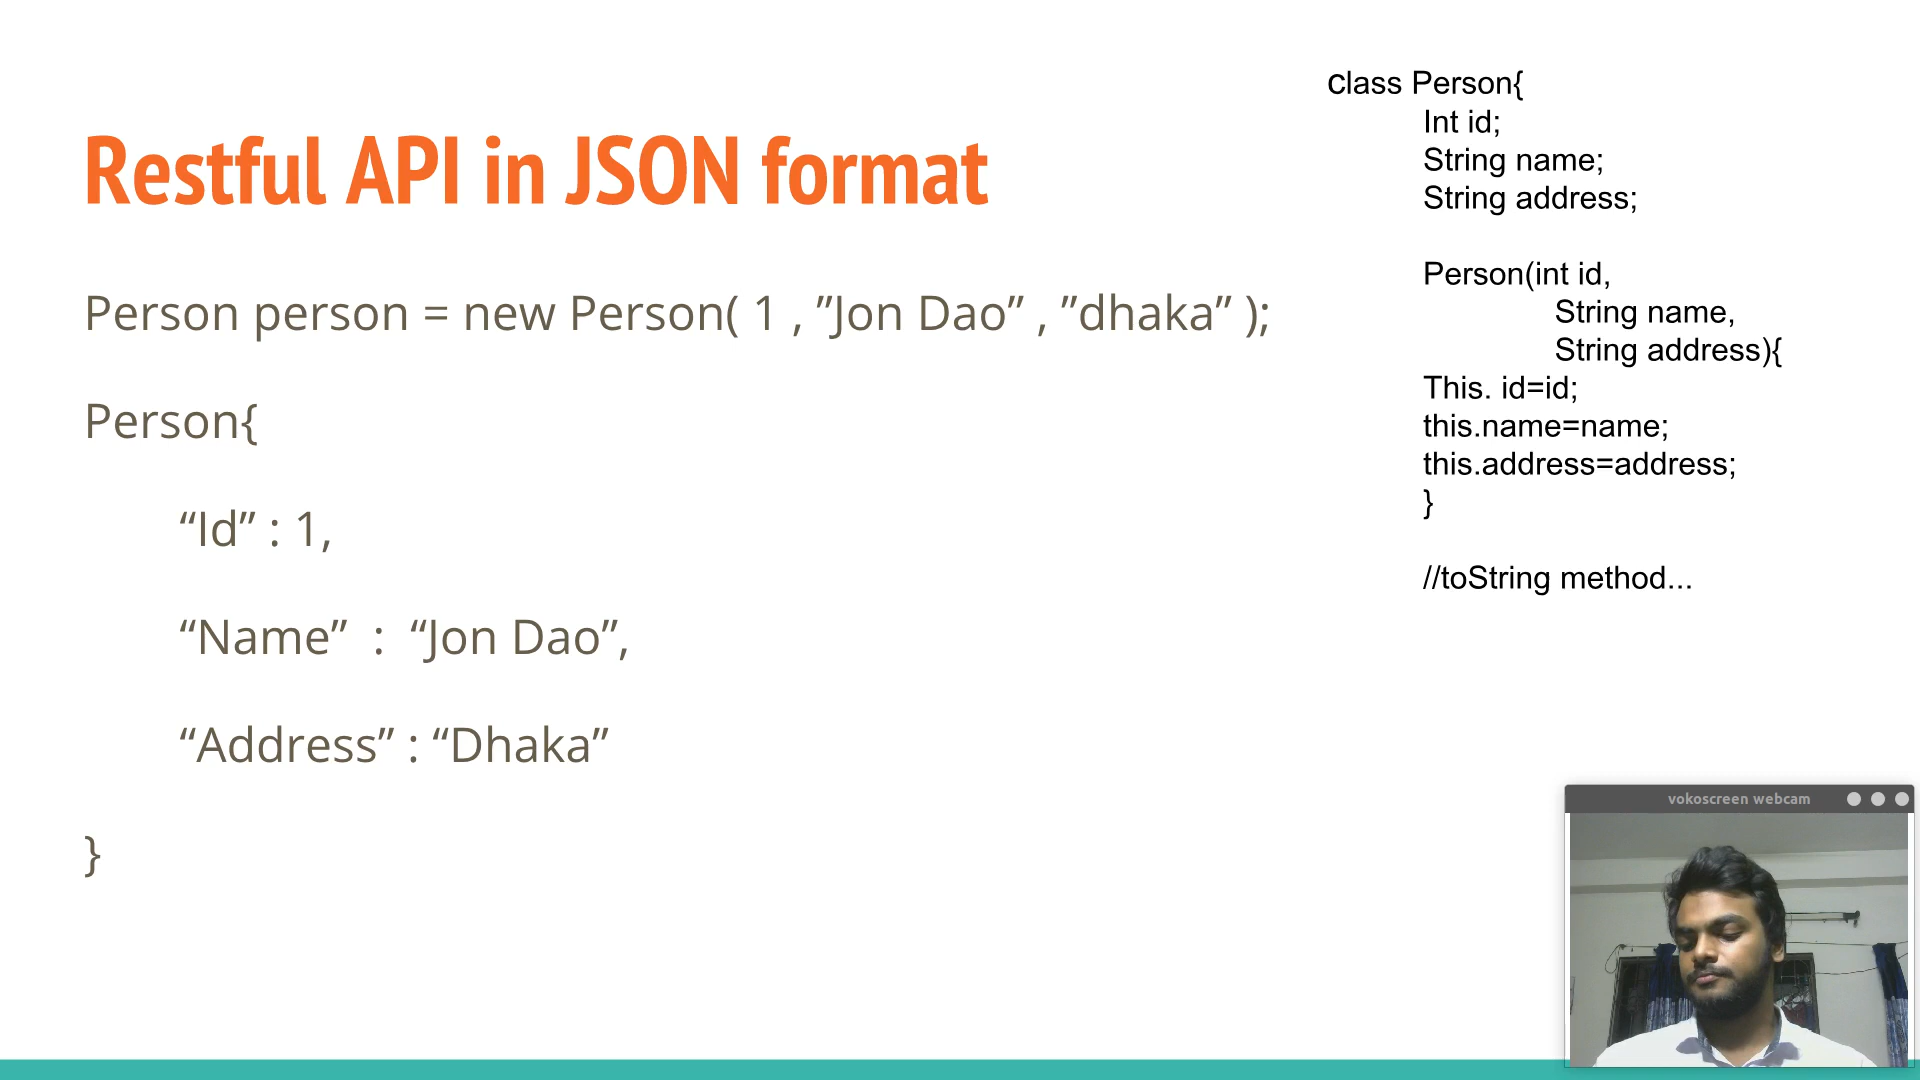 Restful API in JSON format
Person person = new Person( 1 , ”Jon Dao” , ”dhaka” );
Person{
“Id” : 1,
“Name”  :  “Jon Dao”,
“Address” : “Dhaka”
}
class Person{
Int id;
String name;
String address;
Person(int id,
String name,
String address){
This. id=id;
this.name=name;
this.address=address;
}
//toString method...
vokoscreen webcam